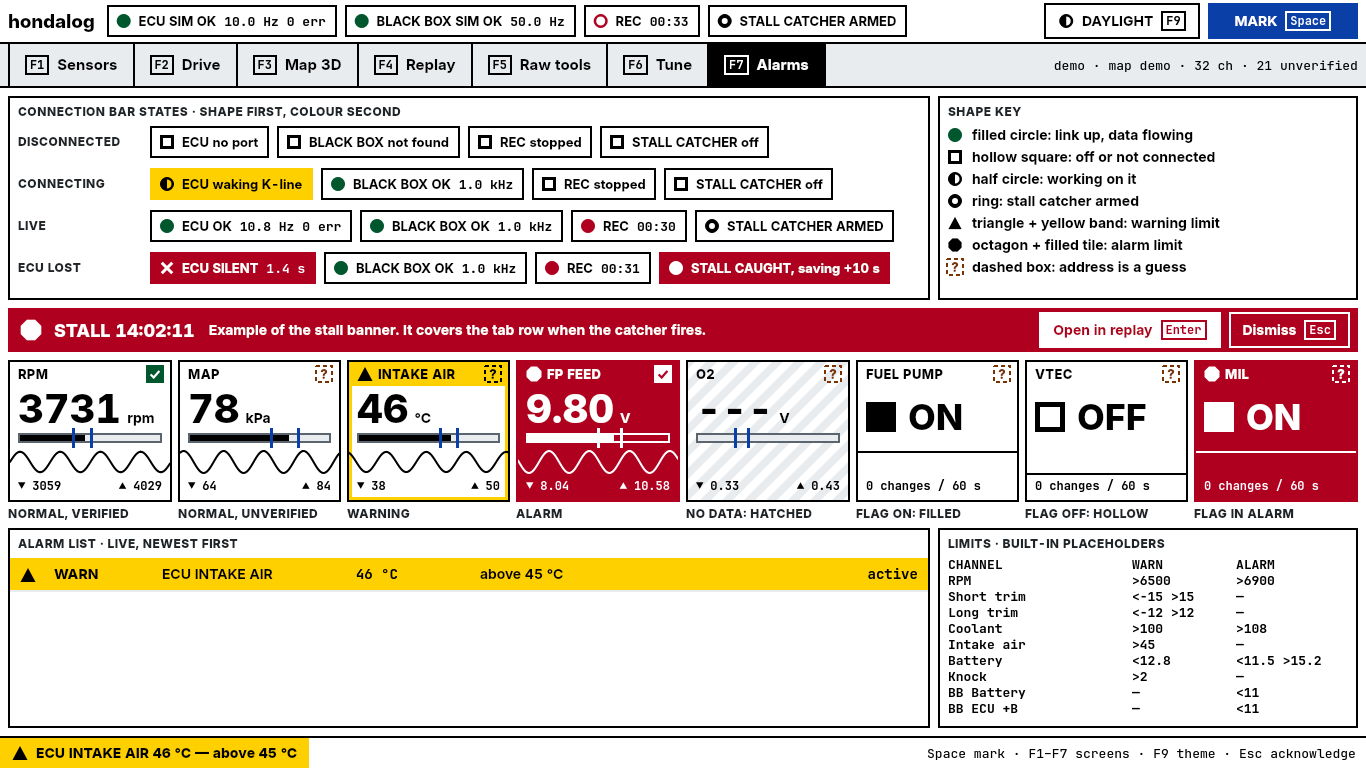 hondalog ECU SIM OK 10.0 Hz 0 err BLACK BOX SIM OK 50.0 Hz REC 00:33 STALL CATCHER ARMED DAYLIGHT F9 MARK Space
F1 Sensors F2 Drive F3 Map 3D F4 Replay F5 Raw tools F6 Tune F7 Alarms demo · map demo · 32 ch · 21 unverified
CONNECTION BAR STATES · SHAPE FIRST, COLOUR SECOND
DISCONNECTED ECU no port BLACK BOX not found REC stopped STALL CATCHER off
CONNECTING ECU waking K-line BLACK BOX OK 1.0 kHz REC stopped STALL CATCHER off
LIVE ECU OK 10.8 Hz 0 err BLACK BOX OK 1.0 kHz REC 00:30 STALL CATCHER ARMED
ECU LOST ECU SILENT 1.4 s BLACK BOX OK 1.0 kHz REC 00:31 STALL CAUGHT, saving +10 s
SHAPE KEY
filled circle: link up, data flowing
hollow square: off or not connected
half circle: working on it
ring: stall catcher armed
triangle + yellow band: warning limit
octagon + filled tile: alarm limit
? dashed box: address is a guess
STALL 14:02:11 Example of the stall banner. It covers the tab row when the catcher fires. Open in replay Enter Dismiss Esc
RPM
3731 rpm
▼ 3059 ▲ 4029
NORMAL, VERIFIED
MAP ?
78 kPa
▼ 64 ▲ 84
NORMAL, UNVERIFIED
INTAKE AIR ?
46 °C
▼ 38 ▲ 50
WARNING
FP FEED
9.80 V
▼ 8.04 ▲ 10.58
ALARM
O2 ?
--- V
▼ 0.33 ▲ 0.43
NO DATA: HATCHED
FUEL PUMP ?
ON
0 changes / 60 s
FLAG ON: FILLED
VTEC ?
OFF
0 changes / 60 s
FLAG OFF: HOLLOW
MIL ?
ON
0 changes / 60 s
FLAG IN ALARM
ALARM LIST · LIVE, NEWEST FIRST
WARN ECU INTAKE AIR 46 °C above 45 °C active
LIMITS · BUILT-IN PLACEHOLDERS
CHANNEL WARN ALARM
RPM >6500 >6900
Short trim <-15 >15 —
Long trim <-12 >12 —
Coolant >100 >108
Intake air >45 —
Battery <12.8 <11.5 >15.2
Knock >2 —
BB Battery — <11
BB ECU +B — <11
ECU INTAKE AIR 46 °C — above 45 °C Space mark · F1–F7 screens · F9 theme · Esc acknowledge